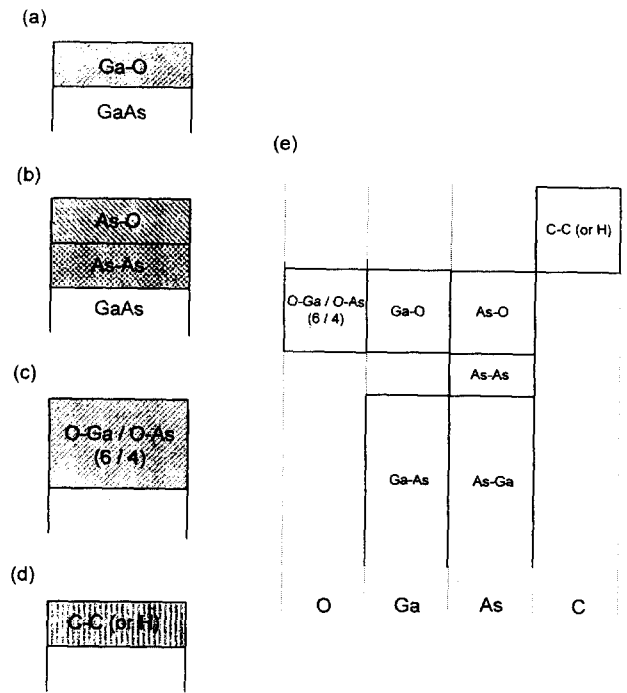 (a)
Ga-O
GaAs
(b)
As-O
As-As
GaAs
(c)
O-Ga / O-As
(6 / 4)
(d)
C-C (or H)
(e)
C-C (or H)
O-Ga / O-As
(6 / 4)
Ga-O
As-O
As-As
Ga-As
As-Ga
O
Ga
As
C